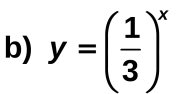 b) y = (1/3)^x